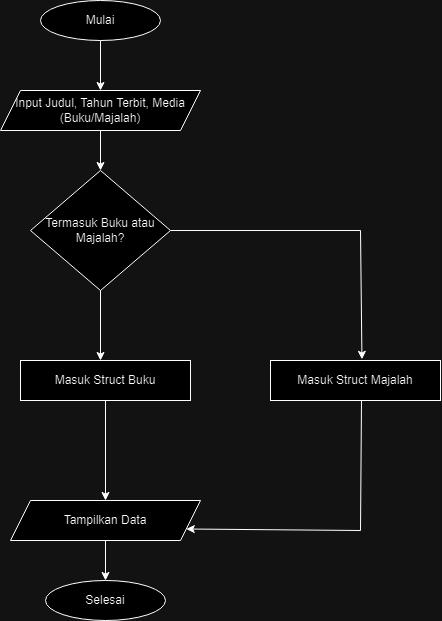 Mulai
Input Judul, Tahun Terbit, Media
(Buku/Majalah)
Termasuk Buku atau
Majalah?
Masuk Struct Buku
Masuk Struct Majalah
Tampilkan Data
Selesai